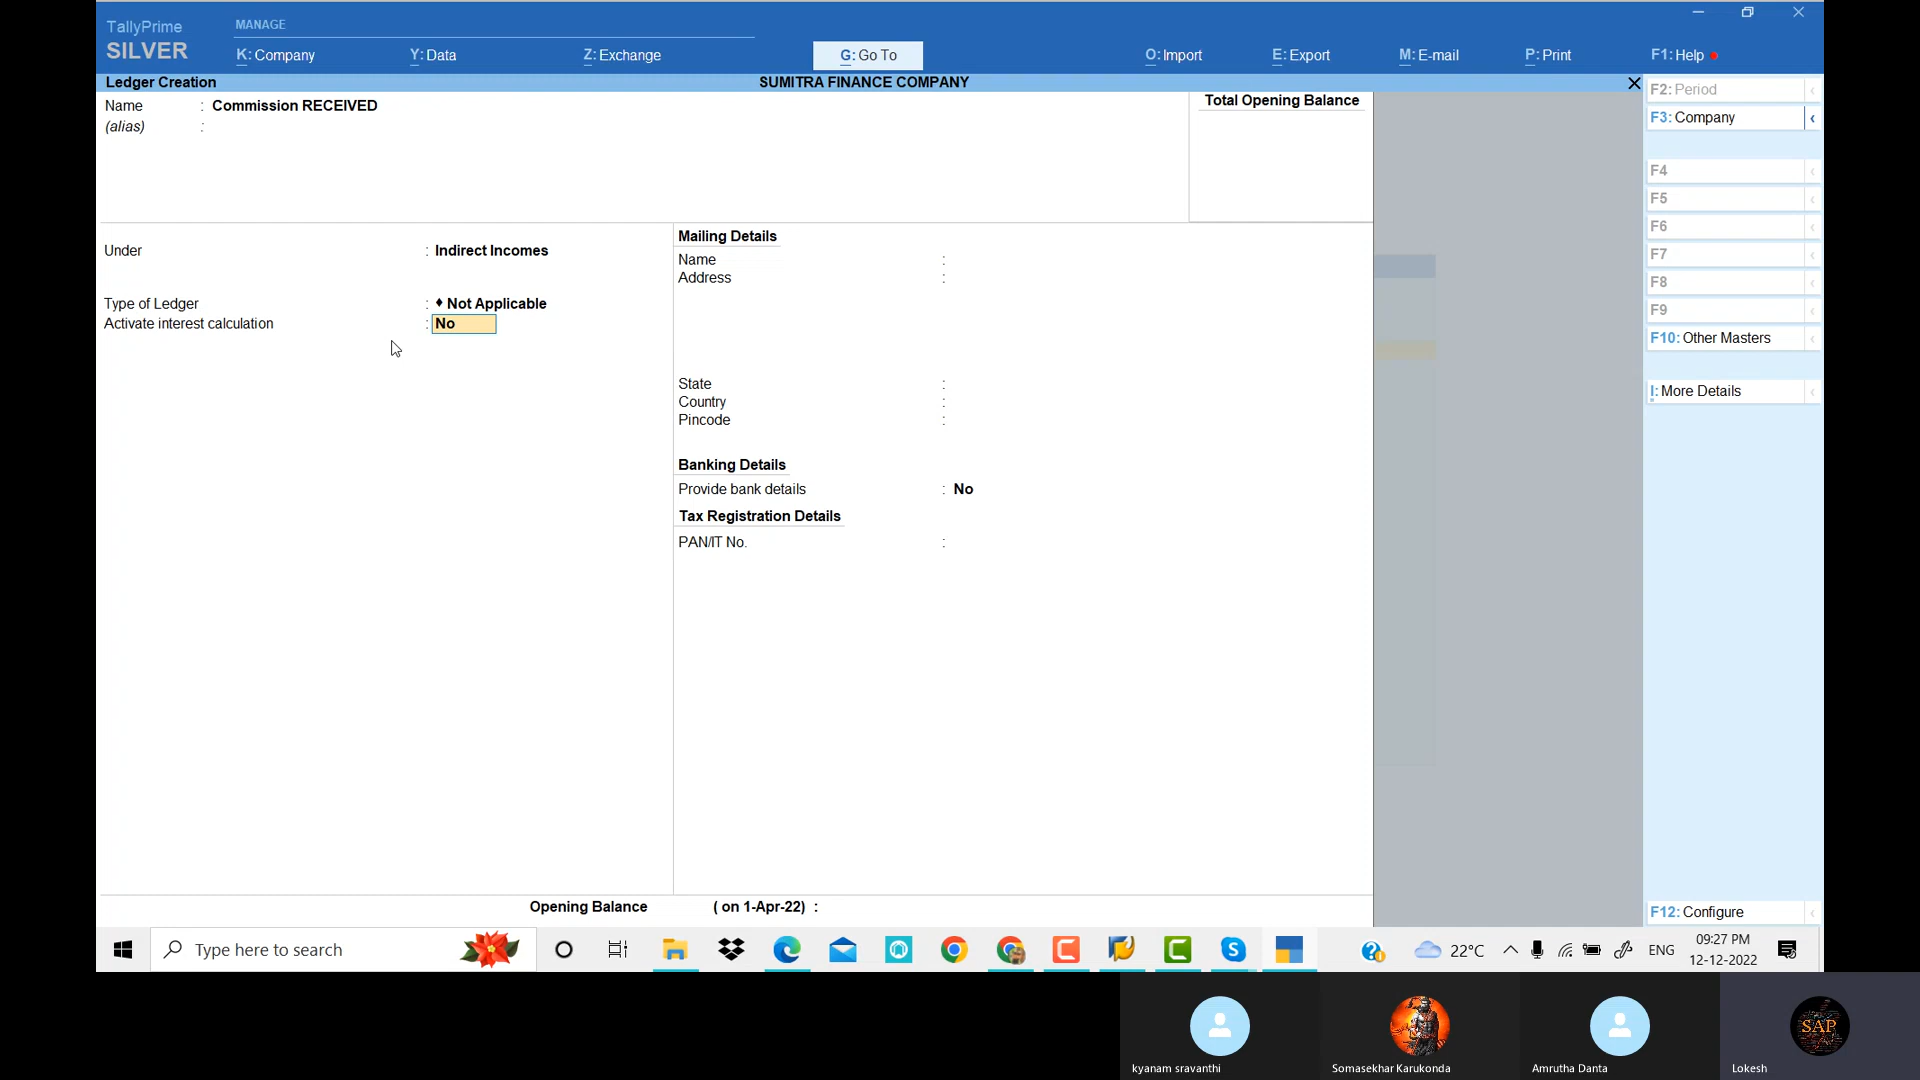 TallyPrime
SILVER
MANAGE
K: Company
Y: Data
Z: Exchange
G: Go To
O: Import
E: Export
M: E-mail
P: Print
F1: Help
Ledger Creation
SUMITRA FINANCE COMPANY
Name : Commission RECEIVED
(alias) :
Total Opening Balance
Under : Indirect Incomes
Type of Ledger : ♦ Not Applicable
Activate interest calculation : No
Mailing Details
Name :
Address :
State :
Country :
Pincode :
Banking Details
Provide bank details : No
Tax Registration Details
PAN/IT No. :
Opening Balance ( on 1-Apr-22) :
F2: Period
F3: Company
F4
F5
F6
F7
F8
F9
F10: Other Masters
I: More Details
F12: Configure
Type here to search
22°C
ENG
09:27 PM
12-12-2022
SAP
kyanam sravanthi
Somasekhar Karukonda
Amrutha Danta
Lokesh